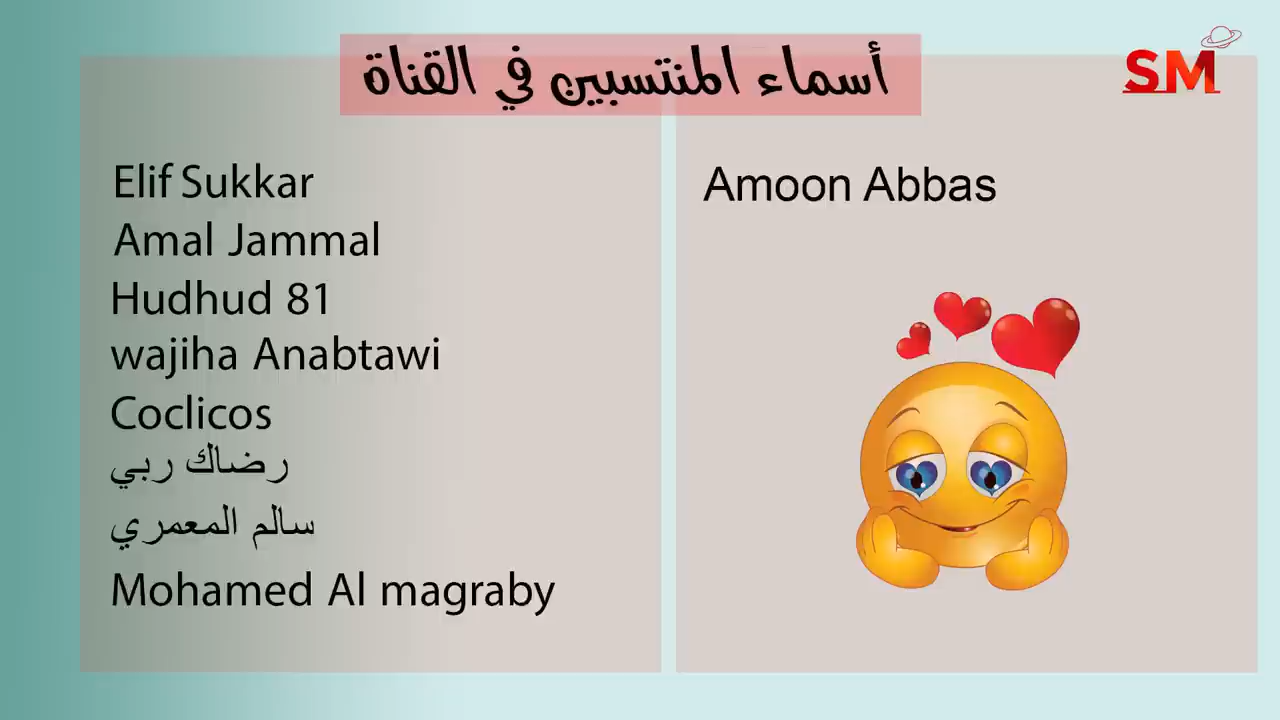 أسماء المنتسبين في القناة
SM
Elif Sukkar
Amal Jammal
Hudhud 81
wajiha Anabtawi
Coclicos
رضاك ربي
سالم المعمري
Mohamed Al magraby
Amoon Abbas